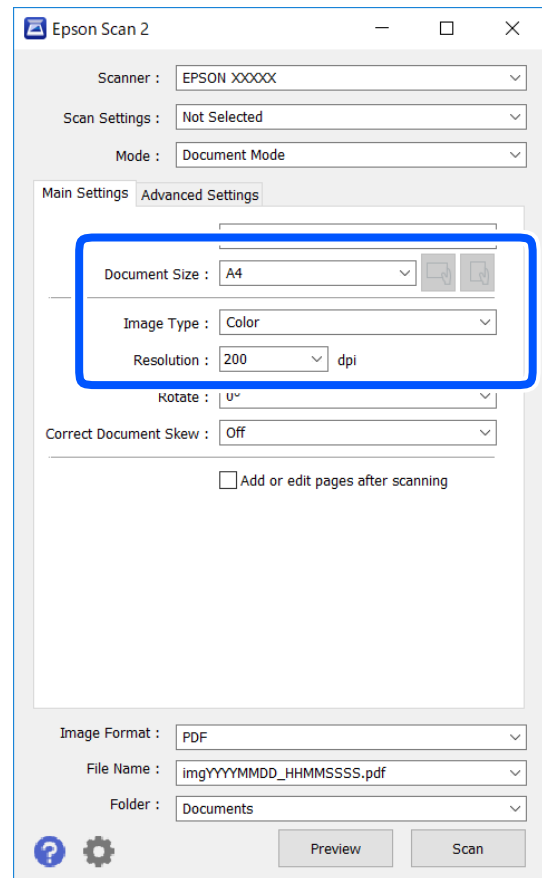 Epson Scan 2
Scanner : EPSON XXXXX
Scan Settings : Not Selected
Mode : Document Mode
Main Settings Advanced Settings
Document Size : A4
Image Type : Color
Resolution : 200 dpi
Rotate : 0º
Correct Document Skew : Off
Add or edit pages after scanning
Image Format : PDF
File Name : imgYYYYMMDD_HHMMSSSS.pdf
Folder : Documents
? Preview Scan